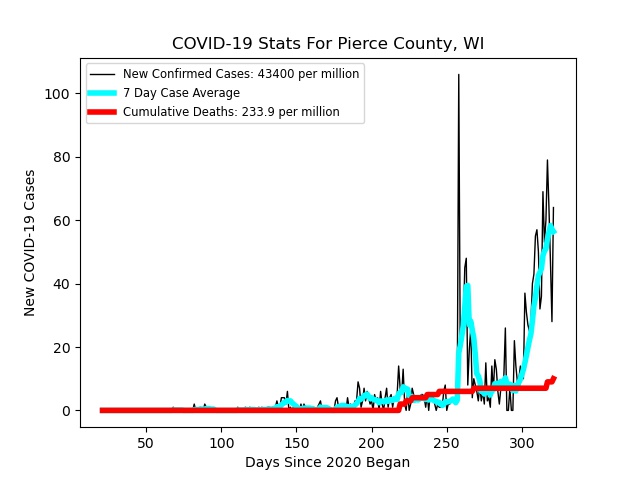 COVID-19 Stats For Pierce County, WI
New Confirmed Cases: 43400 per million
7 Day Case Average
Cumulative Deaths: 233.9 per million
New COVID-19 Cases
100
80
60
40
20
0
50 100 150 200 250 300
Days Since 2020 Began